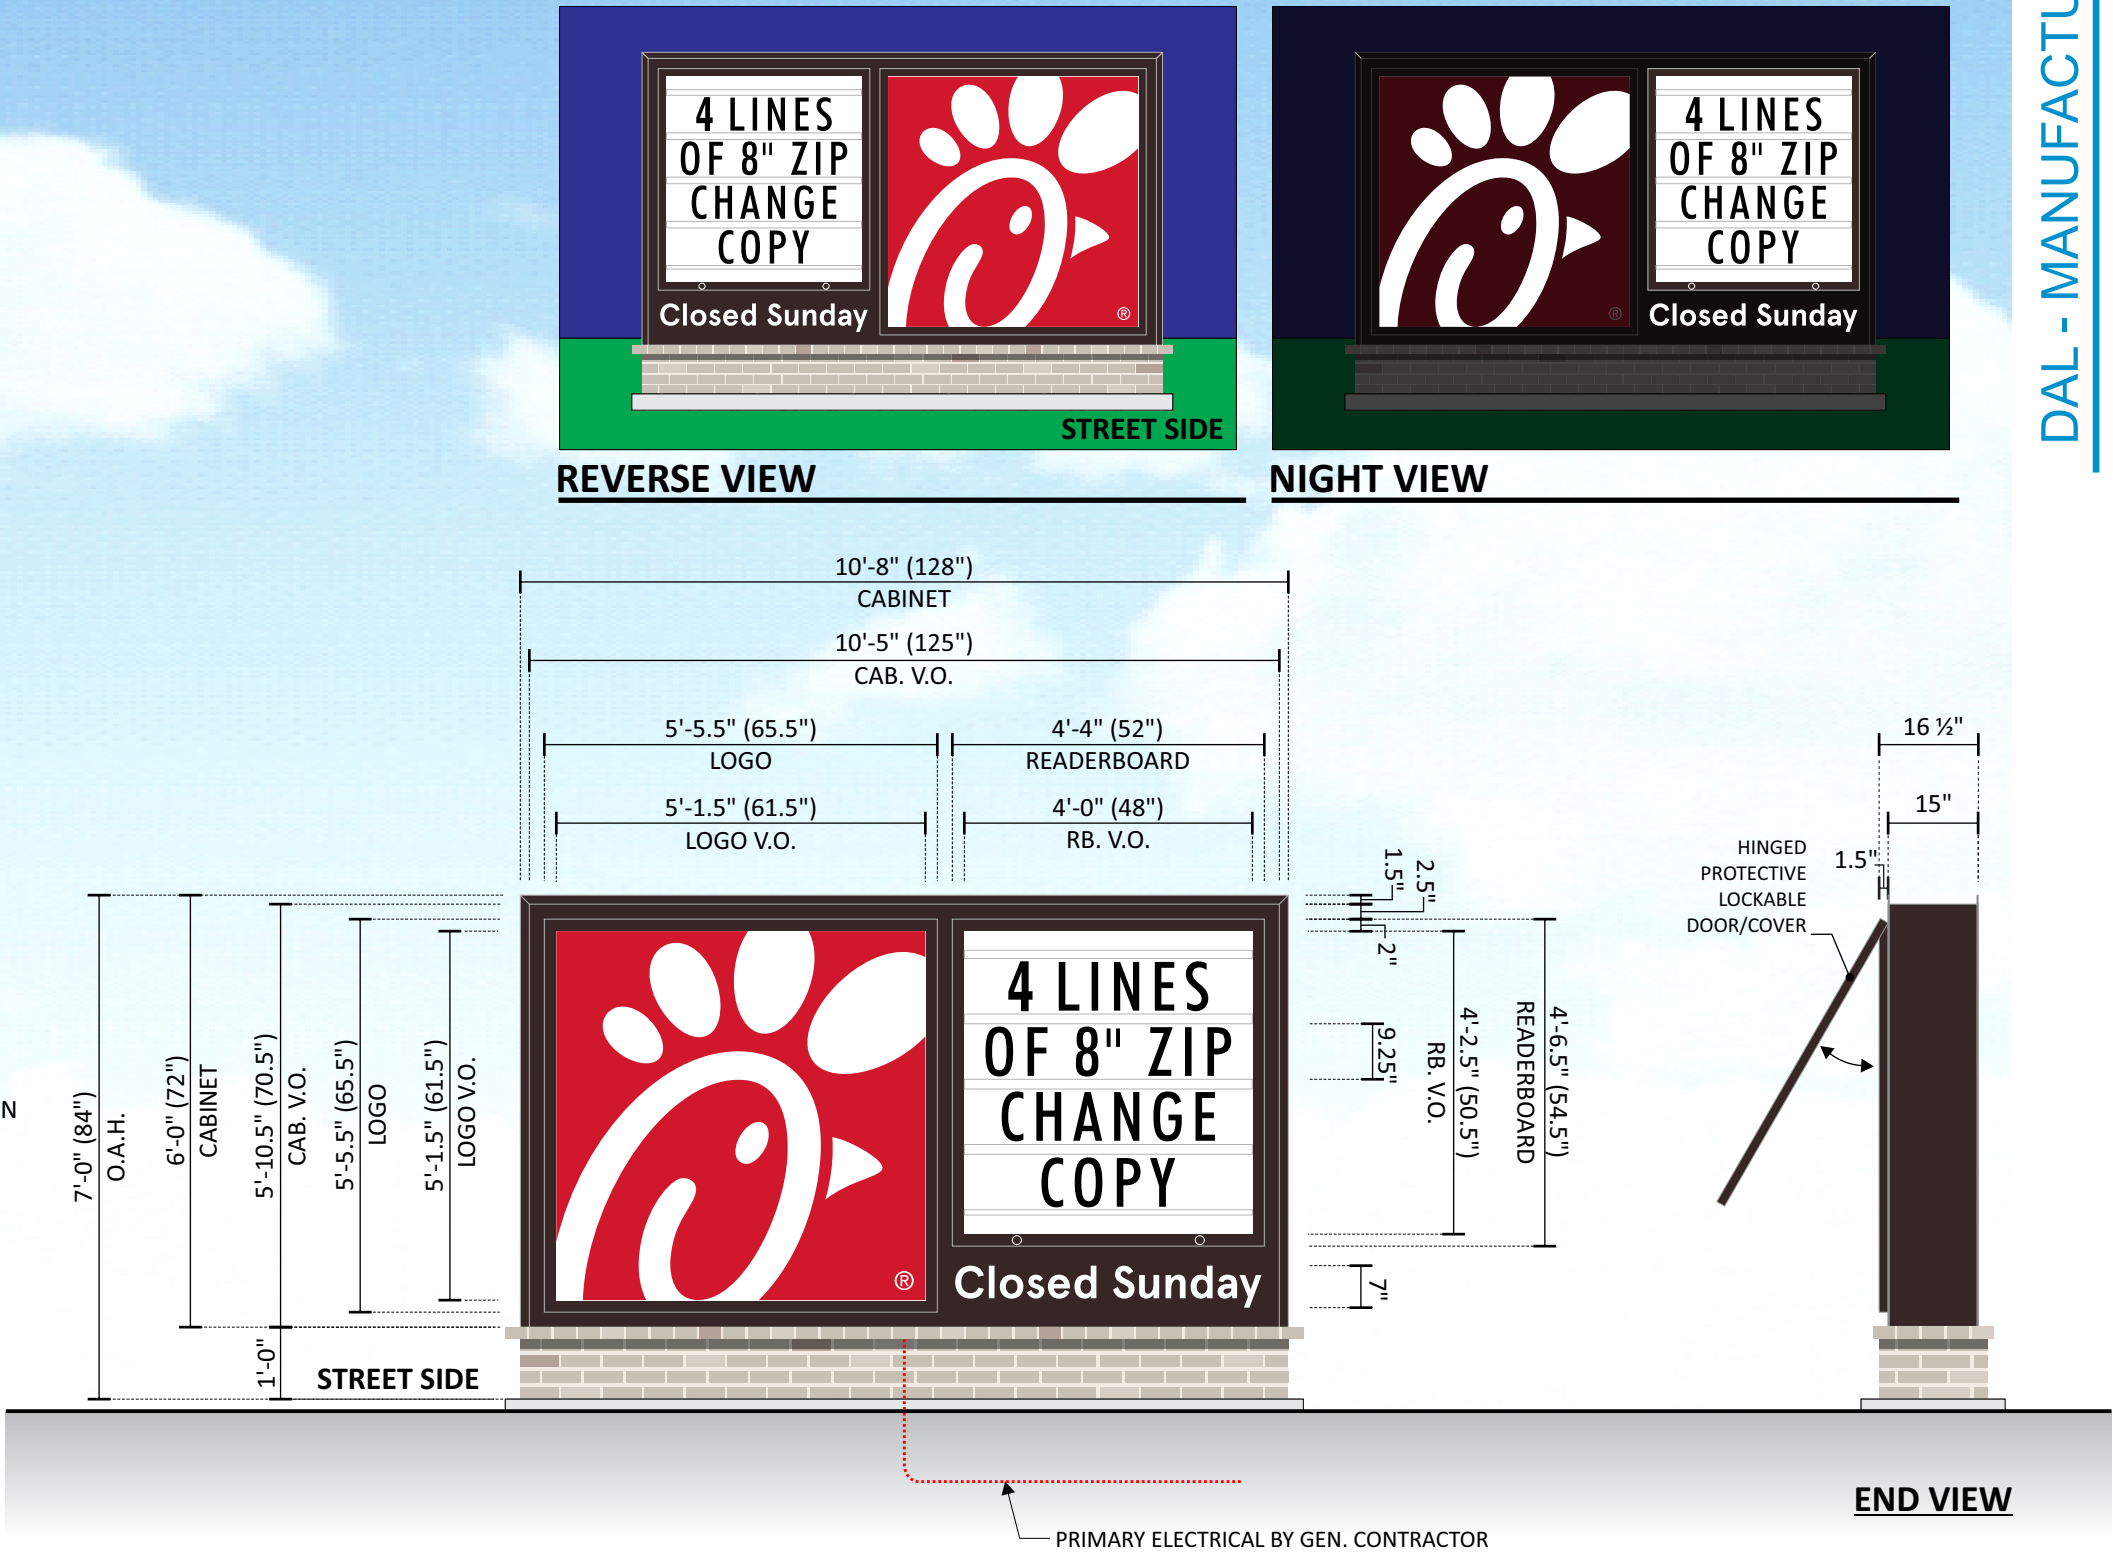 4 LINES
OF 8" ZIP
CHANGE
COPY
Closed Sunday
®
STREET SIDE
REVERSE VIEW
4 LINES
OF 8" ZIP
CHANGE
COPY
Closed Sunday
®
NIGHT VIEW
DAL - MANUFACTU
10'-8" (128")
CABINET
10'-5" (125")
CAB. V.O.
5'-5.5" (65.5")
LOGO
4'-4" (52")
READERBOARD
5'-1.5" (61.5")
LOGO V.O.
4'-0" (48")
RB. V.O.
7'-0" (84")
O.A.H.
6'-0" (72")
CABINET
5'-10.5" (70.5")
CAB. V.O.
5'-5.5" (65.5")
LOGO
5'-1.5" (61.5")
LOGO V.O.
1'-0"
N
STREET SIDE
4 LINES
OF 8" ZIP
CHANGE
COPY
Closed Sunday
®
1.5"
2.5"
2"
9.25"
4'-2.5" (50.5")
RB. V.O.
4'-6.5" (54.5")
READERBOARD
7"
16 ½"
15"
1.5"
HINGED
PROTECTIVE
LOCKABLE
DOOR/COVER
END VIEW
PRIMARY ELECTRICAL BY GEN. CONTRACTOR